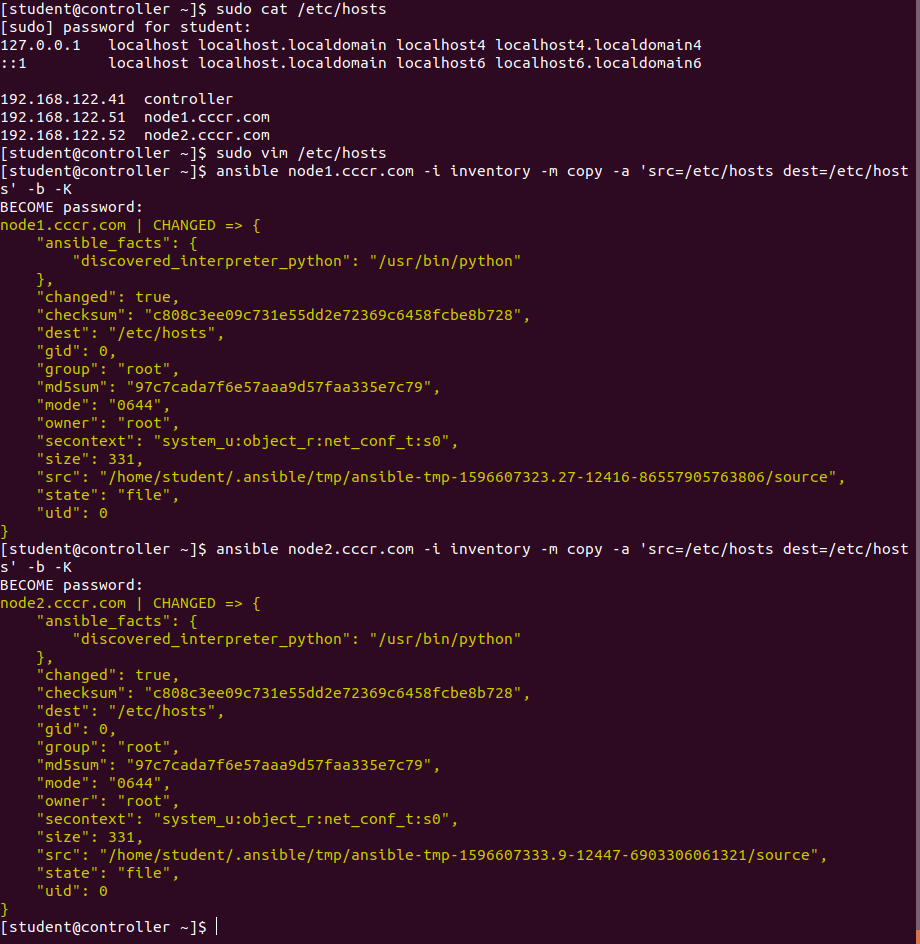 [student@controller ~]$ sudo cat /etc/hosts
[sudo] password for student:
127.0.0.1   localhost localhost.localdomain localhost4 localhost4.localdomain4
::1         localhost localhost.localdomain localhost6 localhost6.localdomain6

192.168.122.41  controller
192.168.122.51  node1.cccr.com
192.168.122.52  node2.cccr.com
[student@controller ~]$ sudo vim /etc/hosts
[student@controller ~]$ ansible node1.cccr.com -i inventory -m copy -a 'src=/etc/hosts dest=/etc/host
s' -b -K
BECOME password:
node1.cccr.com | CHANGED => {
    "ansible_facts": {
        "discovered_interpreter_python": "/usr/bin/python"
    },
    "changed": true,
    "checksum": "c808c3ee09c731e55dd2e72369c6458fcbe8b728",
    "dest": "/etc/hosts",
    "gid": 0,
    "group": "root",
    "md5sum": "97c7cada7f6e57aaa9d57faa335e7c79",
    "mode": "0644",
    "owner": "root",
    "secontext": "system_u:object_r:net_conf_t:s0",
    "size": 331,
    "src": "/home/student/.ansible/tmp/ansible-tmp-1596607323.27-12416-86557905763806/source",
    "state": "file",
    "uid": 0
}
[student@controller ~]$ ansible node2.cccr.com -i inventory -m copy -a 'src=/etc/hosts dest=/etc/host
s' -b -K
BECOME password:
node2.cccr.com | CHANGED => {
    "ansible_facts": {
        "discovered_interpreter_python": "/usr/bin/python"
    },
    "changed": true,
    "checksum": "c808c3ee09c731e55dd2e72369c6458fcbe8b728",
    "dest": "/etc/hosts",
    "gid": 0,
    "group": "root",
    "md5sum": "97c7cada7f6e57aaa9d57faa335e7c79",
    "mode": "0644",
    "owner": "root",
    "secontext": "system_u:object_r:net_conf_t:s0",
    "size": 331,
    "src": "/home/student/.ansible/tmp/ansible-tmp-1596607333.9-12447-6903306061321/source",
    "state": "file",
    "uid": 0
}
[student@controller ~]$